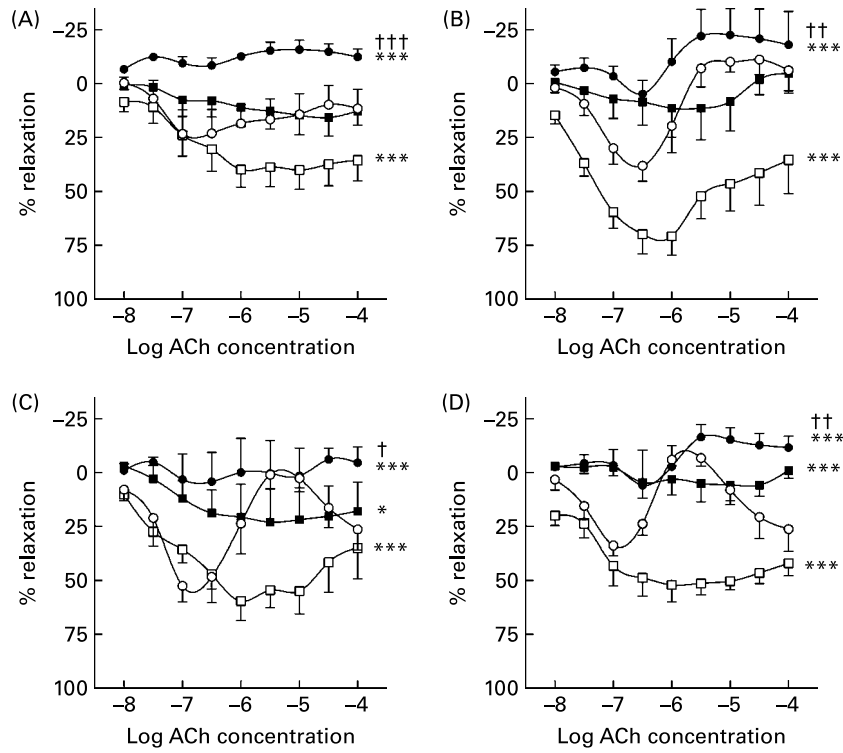 (A)
−25
0
25
50
75
100
% relaxation
−8 −7 −6 −5 −4
Log ACh concentration
†††
***
***
(B)
−25
0
25
50
75
100
% relaxation
−8 −7 −6 −5 −4
Log ACh concentration
††
***
***
(C)
−25
0
25
50
75
100
% relaxation
−8 −7 −6 −5 −4
Log ACh concentration
†
***
*
***
(D)
−25
0
25
50
75
100
% relaxation
−8 −7 −6 −5 −4
Log ACh concentration
††
***
***
***